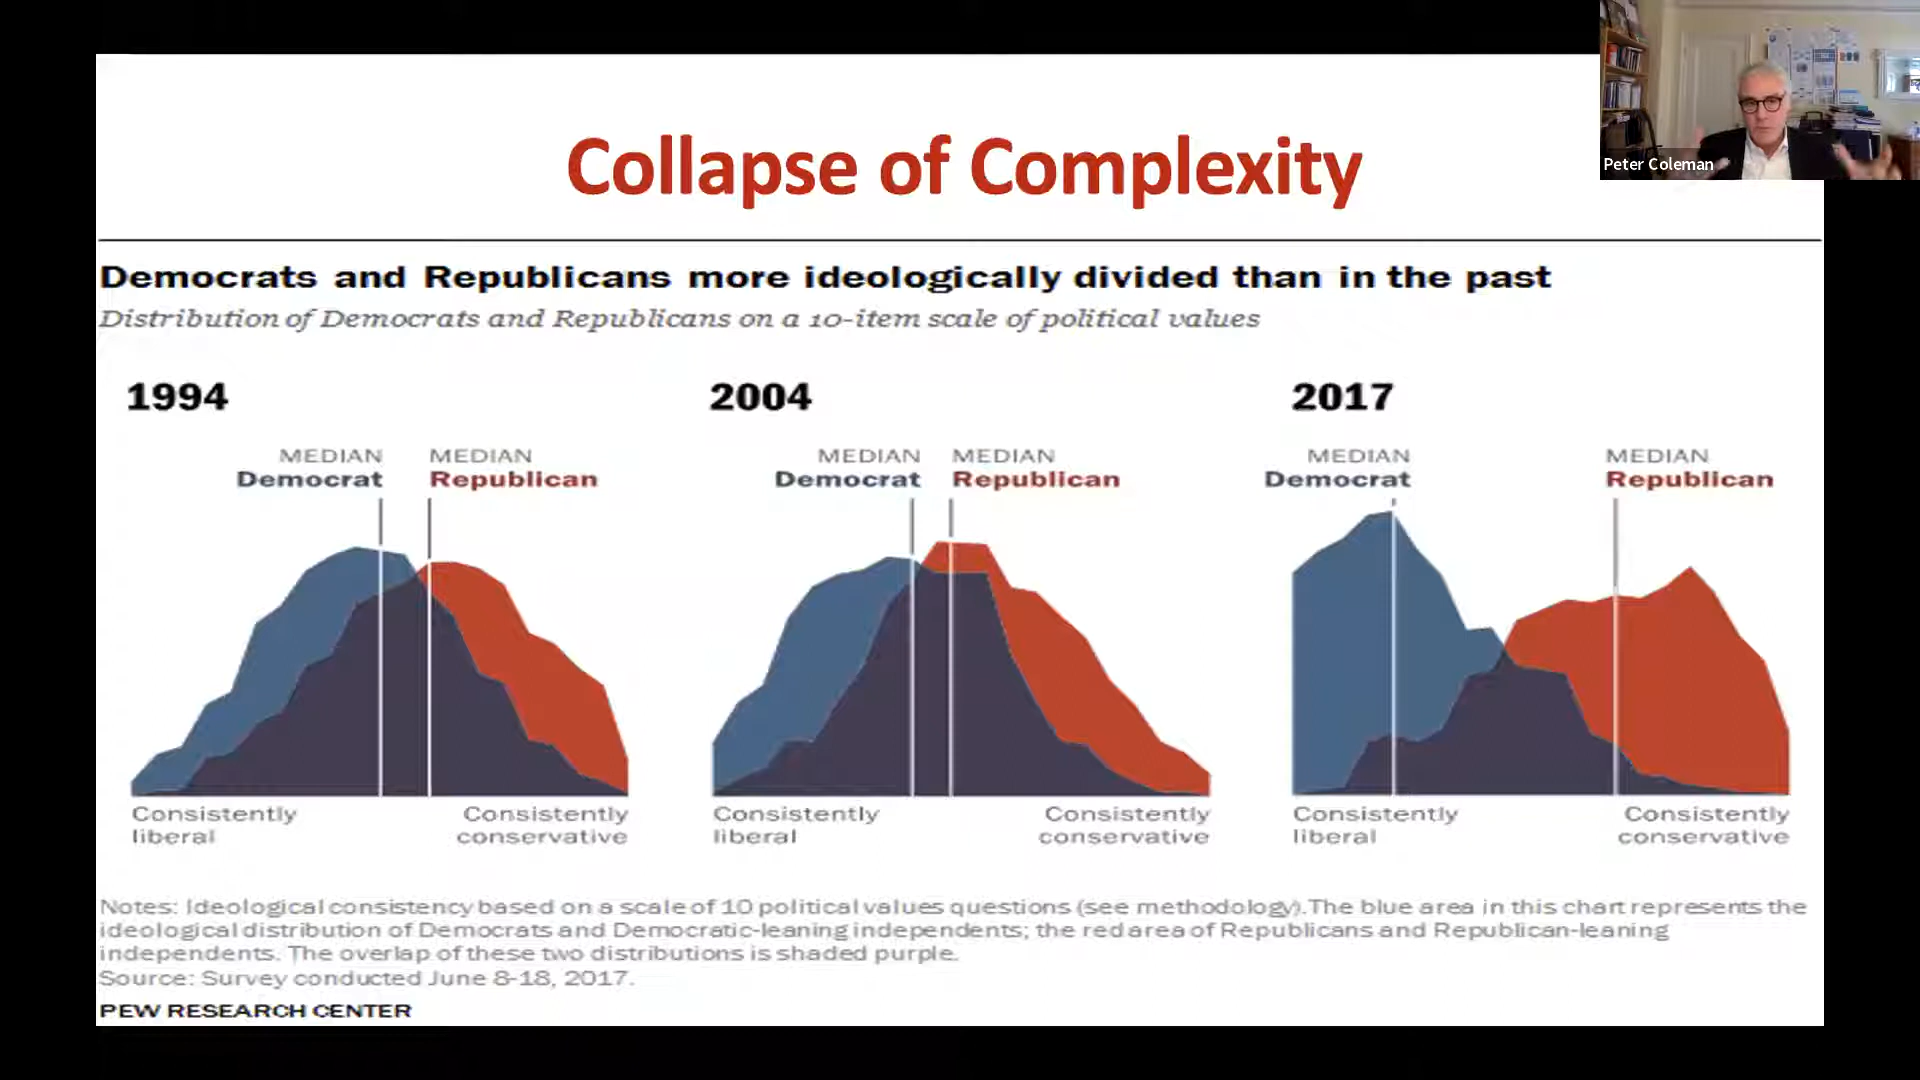 Collapse of Complexity
Peter Coleman
Democrats and Republicans more ideologically divided than in the past
Distribution of Democrats and Republicans on a 10-item scale of political values
1994
MEDIAN
Democrat
MEDIAN
Republican
Consistently
liberal
Consistently
conservative
2004
MEDIAN
Democrat
MEDIAN
Republican
Consistently
liberal
Consistently
conservative
2017
MEDIAN
Democrat
MEDIAN
Republican
Consistently
liberal
Consistently
conservative
Notes: Ideological consistency based on a scale of 10 political values questions (see methodology).The blue area in this chart represents the
ideological distribution of Democrats and Democratic-leaning independents; the red area of Republicans and Republican-leaning
independents. The overlap of these two distributions is shaded purple.
Source: Survey conducted June 8-18, 2017.
PEW RESEARCH CENTER